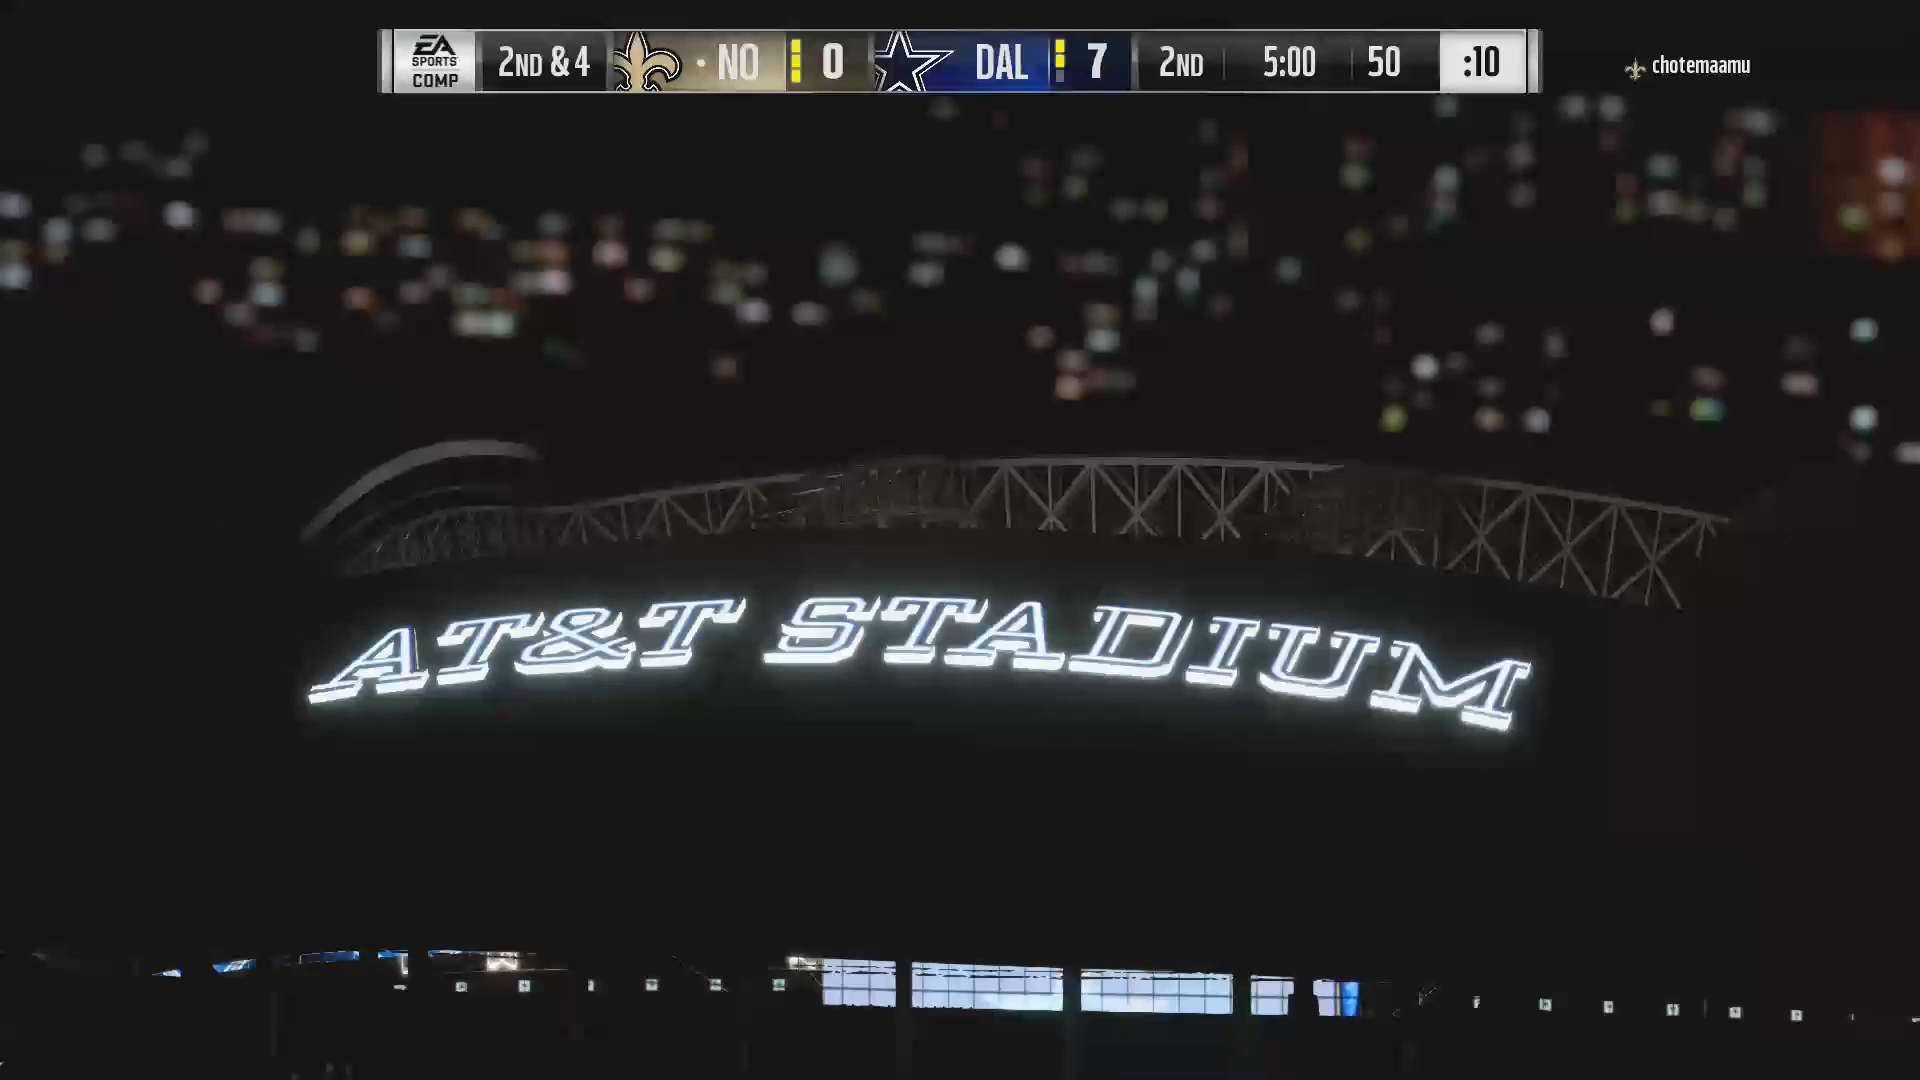 EA SPORTS COMP 2ND & 4 · NO 0 DAL 7 2ND 5:00 50 :10
chotemaamu
AT&T STADIUM